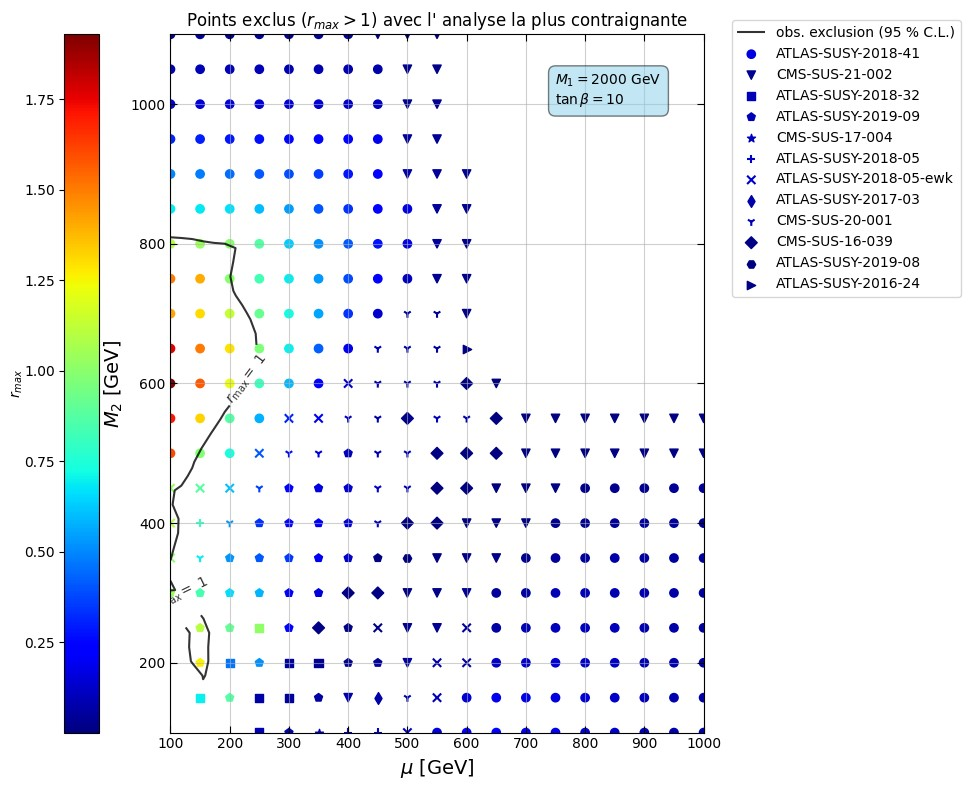 Points exclus (r_max > 1) avec l' analyse la plus contraignante
M_1 = 2000 GeV
tan β = 10
obs. exclusion (95 % C.L.)
ATLAS-SUSY-2018-41
CMS-SUS-21-002
ATLAS-SUSY-2018-32
ATLAS-SUSY-2019-09
CMS-SUS-17-004
ATLAS-SUSY-2018-05
ATLAS-SUSY-2018-05-ewk
ATLAS-SUSY-2017-03
CMS-SUS-20-001
CMS-SUS-16-039
ATLAS-SUSY-2019-08
ATLAS-SUSY-2016-24
1.75
1.50
1.25
1.00
0.75
0.50
0.25
r_max
M_2 [GeV]
1000
800
600
400
200
r_max = 1
ax = 1
100
200
300
400
500
600
700
800
900
1000
μ [GeV]